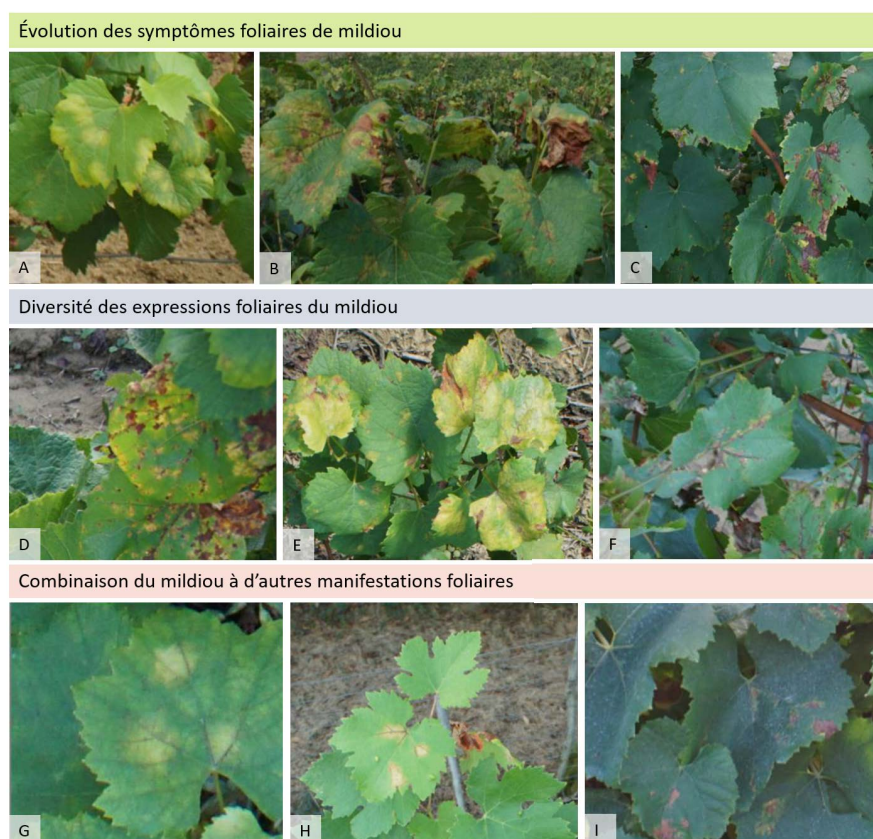 Évolution des symptômes foliaires de mildiou
A
B
C
Diversité des expressions foliaires du mildiou
D
E
F
Combinaison du mildiou à d'autres manifestations foliaires
G
H
I